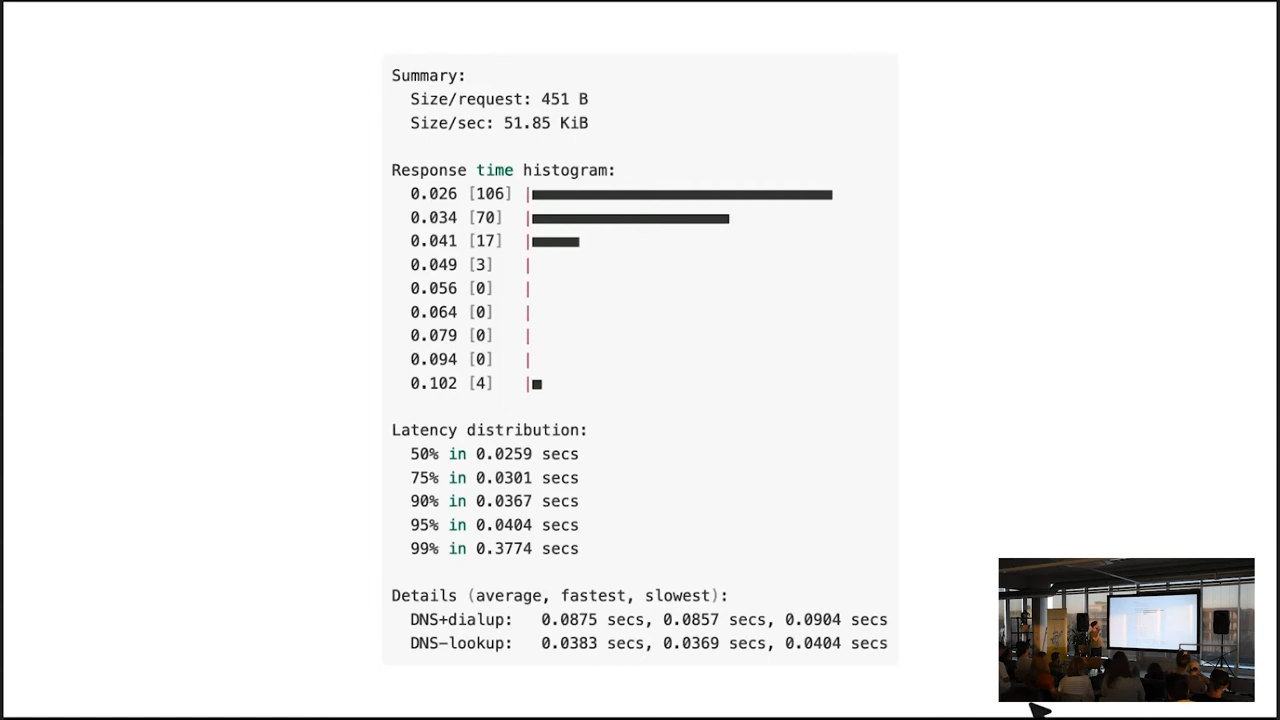 Summary:
Size/request: 451 B
Size/sec: 51.85 KiB
Response time histogram:
0.026 [106] |
0.034 [70] |
0.041 [17] |
0.049 [3] |
0.056 [0] |
0.064 [0] |
0.079 [0] |
0.094 [0] |
0.102 [4] |
Latency distribution:
50% in 0.0259 secs
75% in 0.0301 secs
90% in 0.0367 secs
95% in 0.0404 secs
99% in 0.3774 secs
Details (average, fastest, slowest):
DNS+dialup: 0.0875 secs, 0.0857 secs, 0.0904 secs
DNS-lookup: 0.0383 secs, 0.0369 secs, 0.0404 secs